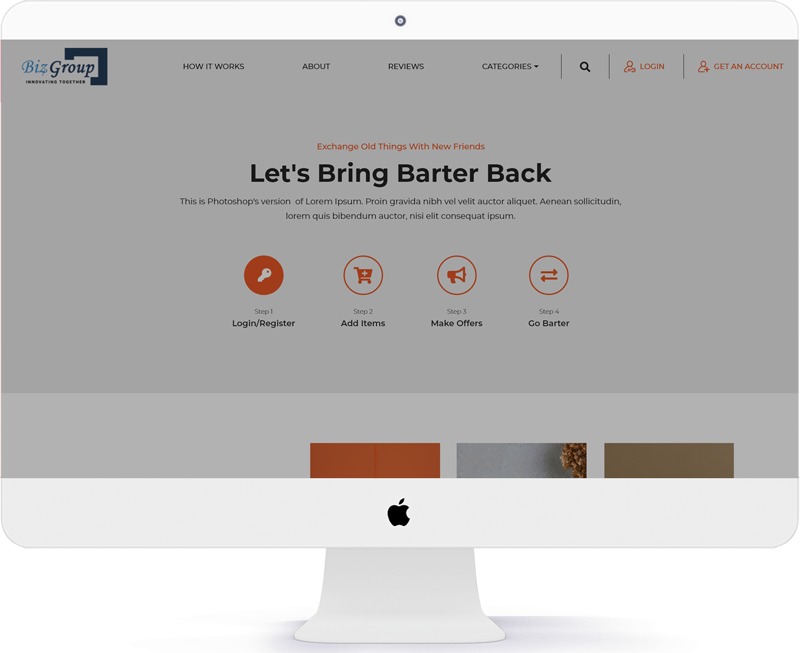 BizGroup
INNOVATING TOGETHER
HOW IT WORKS
ABOUT
REVIEWS
CATEGORIES
LOGIN
GET AN ACCOUNT
Exchange Old Things With New Friends
Let's Bring Barter Back
This is Photoshop's version of Lorem Ipsum. Proin gravida nibh vel velit auctor aliquet. Aenean sollicitudin,
lorem quis bibendum auctor, nisi elit consequat ipsum.
Step 1
Login/Register
Step 2
Add Items
Step 3
Make Offers
Step 4
Go Barter